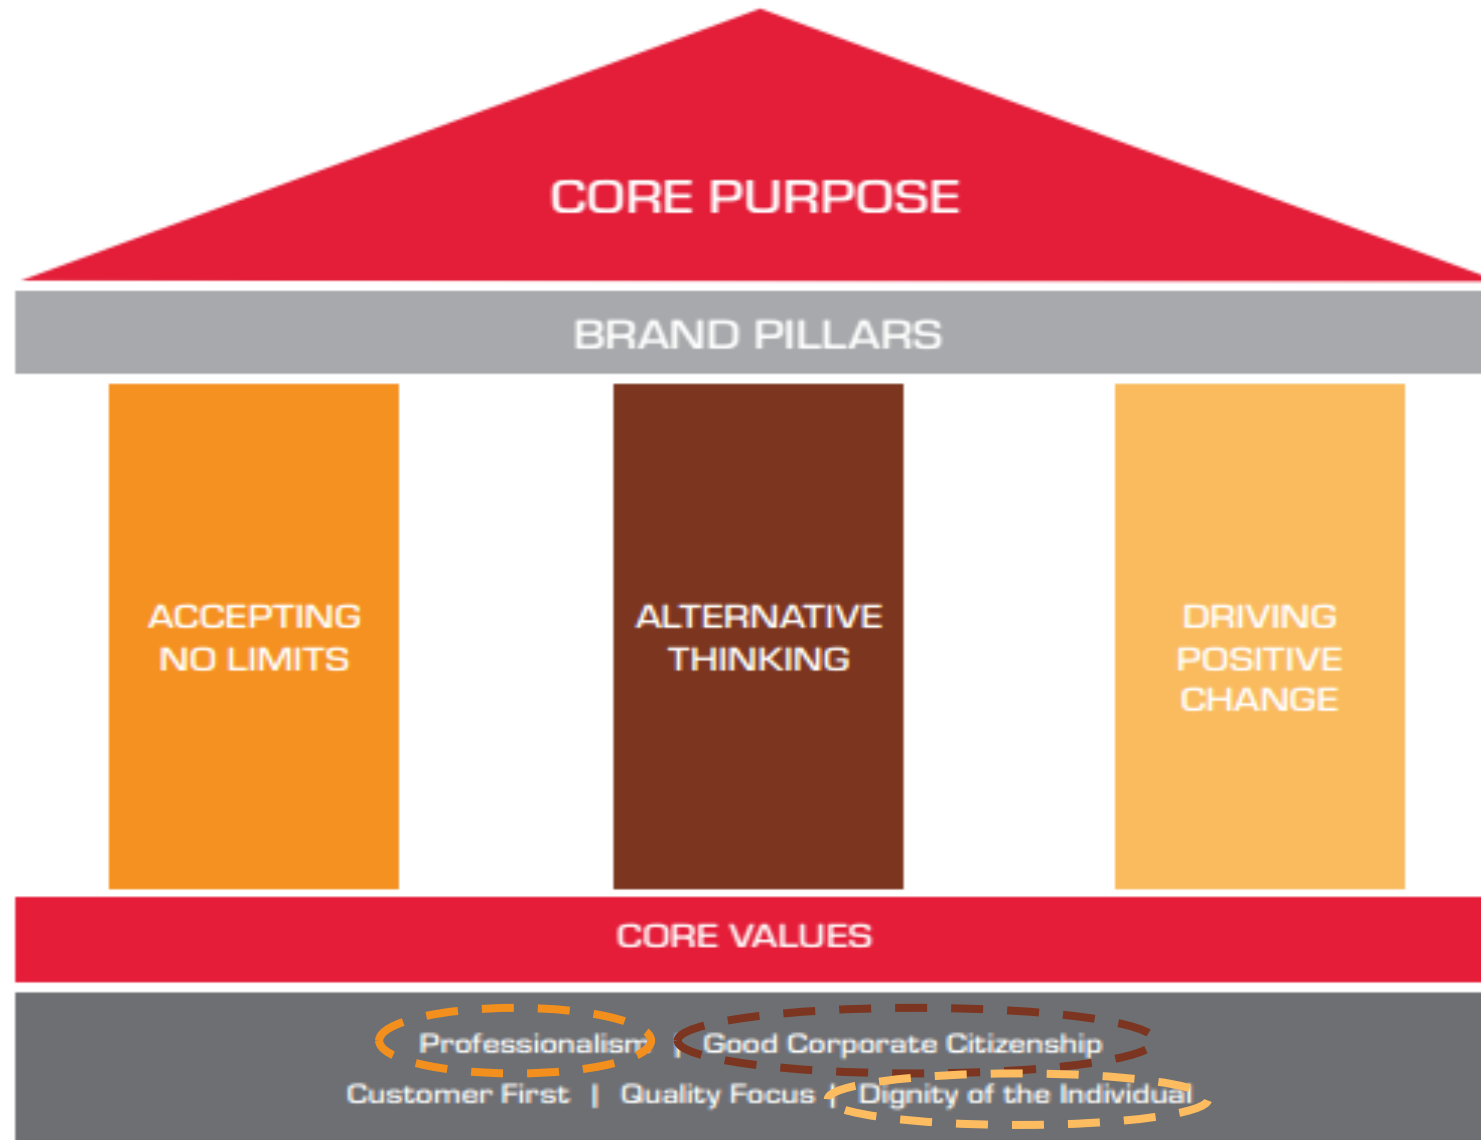 CORE PURPOSE
BRAND PILLARS
ACCEPTING
NO LIMITS
ALTERNATIVE
THINKING
DRIVING
POSITIVE
CHANGE
CORE VALUES
Professionalism | Good Corporate Citizenship
Customer First | Quality Focus | Dignity of the Individual